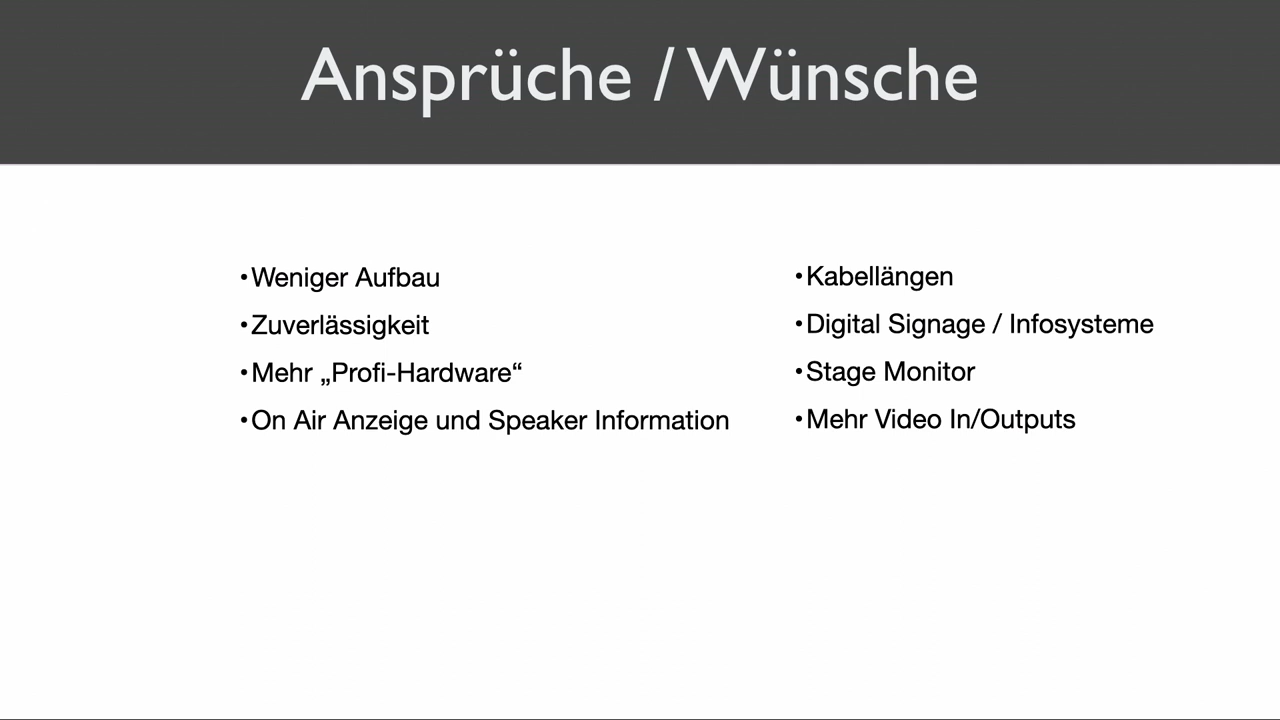 Ansprüche / Wünsche
•Weniger Aufbau
•Zuverlässigkeit
•Mehr „Profi-Hardware“
•On Air Anzeige und Speaker Information
•Kabellängen
•Digital Signage / Infosysteme
•Stage Monitor
•Mehr Video In/Outputs